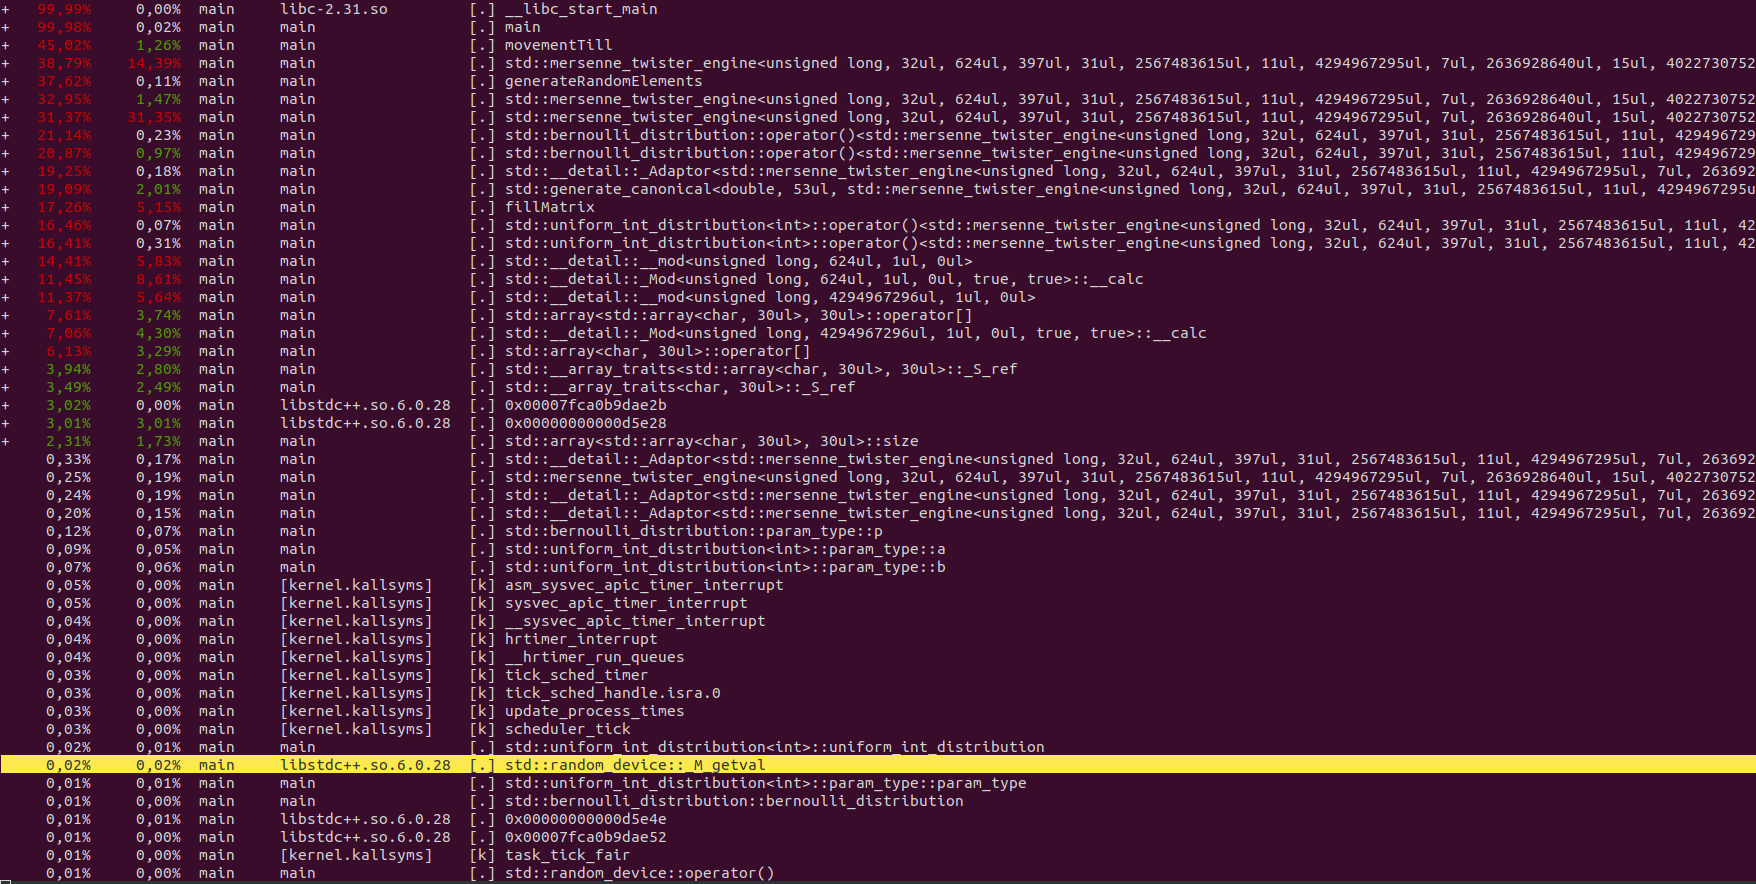 + 99,99% 0,00% main libc-2.31.so [.] __libc_start_main
+ 99,98% 0,02% main main [.] main
+ 45,02% 1,26% main main [.] movementTill
+ 38,79% 14,39% main main [.] std::mersenne_twister_engine<unsigned long, 32ul, 624ul, 397ul, 31ul, 2567483615ul, 11ul, 4294967295ul, 7ul, 2636928640ul, 15ul, 4022730752
+ 37,62% 0,11% main main [.] generateRandomElements
+ 32,95% 1,47% main main [.] std::mersenne_twister_engine<unsigned long, 32ul, 624ul, 397ul, 31ul, 2567483615ul, 11ul, 4294967295ul, 7ul, 2636928640ul, 15ul, 4022730752
+ 31,37% 31,35% main main [.] std::mersenne_twister_engine<unsigned long, 32ul, 624ul, 397ul, 31ul, 2567483615ul, 11ul, 4294967295ul, 7ul, 2636928640ul, 15ul, 4022730752
+ 21,14% 0,23% main main [.] std::bernoulli_distribution::operator()<std::mersenne_twister_engine<unsigned long, 32ul, 624ul, 397ul, 31ul, 2567483615ul, 11ul, 42949672
+ 20,87% 0,97% main main [.] std::bernoulli_distribution::operator()<std::mersenne_twister_engine<unsigned long, 32ul, 624ul, 397ul, 31ul, 2567483615ul, 11ul, 42949672
+ 19,25% 0,18% main main [.] std::__detail::_Adaptor<std::mersenne_twister_engine<unsigned long, 32ul, 624ul, 397ul, 31ul, 2567483615ul, 11ul, 4294967295ul, 7ul, 263692
+ 19,09% 2,01% main main [.] std::generate_canonical<double, 53ul, std::mersenne_twister_engine<unsigned long, 32ul, 624ul, 397ul, 31ul, 2567483615ul, 11ul, 4294967295u
+ 17,26% 5,15% main main [.] fillMatrix
+ 16,46% 0,07% main main [.] std::uniform_int_distribution<int>::operator()<std::mersenne_twister_engine<unsigned long, 32ul, 624ul, 397ul, 31ul, 2567483615ul, 11ul, 42
+ 16,41% 0,31% main main [.] std::uniform_int_distribution<int>::operator()<std::mersenne_twister_engine<unsigned long, 32ul, 624ul, 397ul, 31ul, 2567483615ul, 11ul, 42
+ 14,41% 5,83% main main [.] std::__detail::__mod<unsigned long, 624ul, 1ul, 0ul>
+ 11,45% 8,61% main main [.] std::__detail::_Mod<unsigned long, 624ul, 1ul, 0ul, true, true>::__calc
+ 11,37% 5,64% main main [.] std::__detail::__mod<unsigned long, 4294967296ul, 1ul, 0ul>
+ 7,61% 3,74% main main [.] std::array<std::array<char, 30ul>, 30ul>::operator[]
+ 7,06% 4,30% main main [.] std::__detail::_Mod<unsigned long, 4294967296ul, 1ul, 0ul, true, true>::__calc
+ 6,13% 3,29% main main [.] std::array<char, 30ul>::operator[]
+ 3,94% 2,80% main main [.] std::__array_traits<std::array<char, 30ul>, 30ul>::_S_ref
+ 3,49% 2,49% main main [.] std::__array_traits<char, 30ul>::_S_ref
+ 3,02% 0,00% main libstdc++.so.6.0.28 [.] 0x00007fca0b9dae2b
+ 3,01% 3,01% main libstdc++.so.6.0.28 [.] 0x00000000000d5e28
+ 2,31% 1,73% main main [.] std::array<std::array<char, 30ul>, 30ul>::size
0,33% 0,17% main main [.] std::__detail::_Adaptor<std::mersenne_twister_engine<unsigned long, 32ul, 624ul, 397ul, 31ul, 2567483615ul, 11ul, 4294967295ul, 7ul, 263692
0,25% 0,19% main main [.] std::mersenne_twister_engine<unsigned long, 32ul, 624ul, 397ul, 31ul, 2567483615ul, 11ul, 4294967295ul, 7ul, 2636928640ul, 15ul, 4022730752
0,24% 0,19% main main [.] std::__detail::_Adaptor<std::mersenne_twister_engine<unsigned long, 32ul, 624ul, 397ul, 31ul, 2567483615ul, 11ul, 4294967295ul, 7ul, 263692
0,20% 0,15% main main [.] std::__detail::_Adaptor<std::mersenne_twister_engine<unsigned long, 32ul, 624ul, 397ul, 31ul, 2567483615ul, 11ul, 4294967295ul, 7ul, 263692
0,12% 0,07% main main [.] std::bernoulli_distribution::param_type::p
0,09% 0,05% main main [.] std::uniform_int_distribution<int>::param_type::a
0,07% 0,06% main main [.] std::uniform_int_distribution<int>::param_type::b
0,05% 0,00% main [kernel.kallsyms] [k] asm_sysvec_apic_timer_interrupt
0,05% 0,00% main [kernel.kallsyms] [k] sysvec_apic_timer_interrupt
0,04% 0,00% main [kernel.kallsyms] [k] __sysvec_apic_timer_interrupt
0,04% 0,00% main [kernel.kallsyms] [k] hrtimer_interrupt
0,04% 0,00% main [kernel.kallsyms] [k] __hrtimer_run_queues
0,03% 0,00% main [kernel.kallsyms] [k] tick_sched_timer
0,03% 0,00% main [kernel.kallsyms] [k] tick_sched_handle.isra.0
0,03% 0,00% main [kernel.kallsyms] [k] update_process_times
0,03% 0,00% main [kernel.kallsyms] [k] scheduler_tick
0,02% 0,01% main main [.] std::uniform_int_distribution<int>::uniform_int_distribution
0,02% 0,02% main libstdc++.so.6.0.28 [.] std::random_device::_M_getval
0,01% 0,01% main main [.] std::uniform_int_distribution<int>::param_type::param_type
0,01% 0,00% main main [.] std::bernoulli_distribution::bernoulli_distribution
0,01% 0,01% main libstdc++.so.6.0.28 [.] 0x00000000000d5e4e
0,01% 0,00% main libstdc++.so.6.0.28 [.] 0x00007fca0b9dae52
0,01% 0,00% main [kernel.kallsyms] [k] task_tick_fair
0,01% 0,00% main main [.] std::random_device::operator()